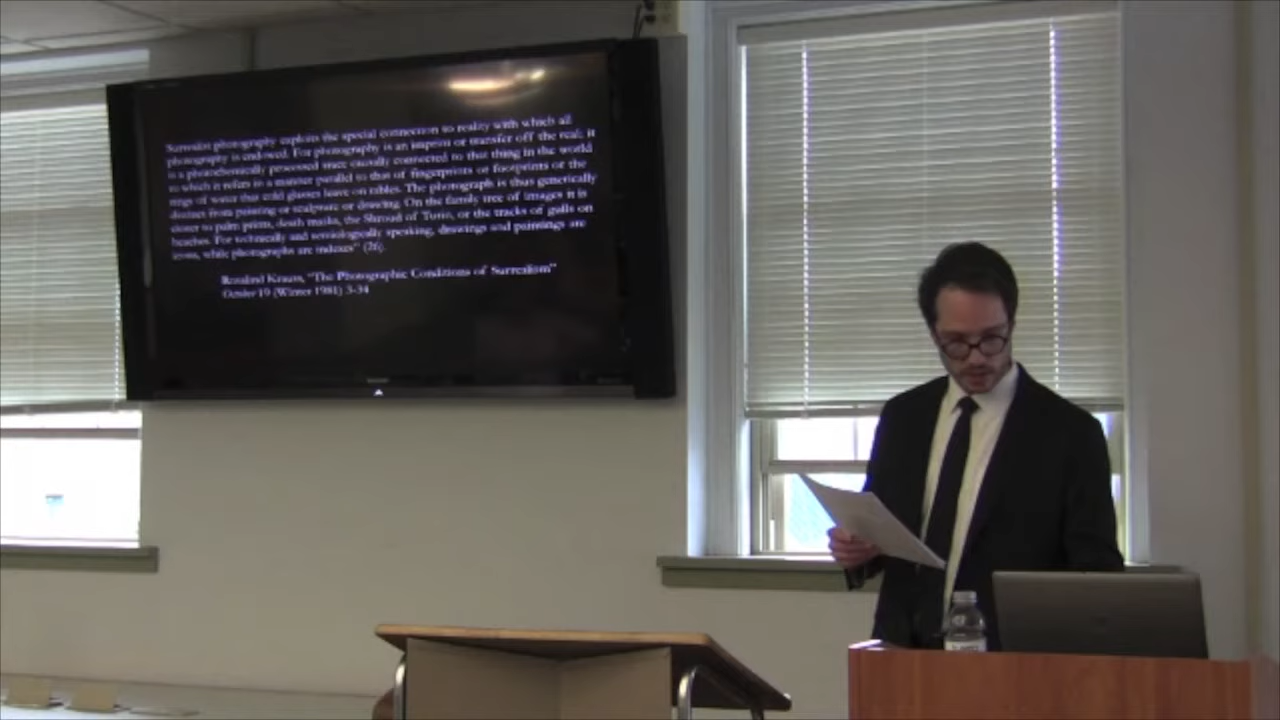 Surrealist photography exploits the special connection to reality with which all
photography is endowed. For photography is an imprint or transfer off the real; it
is a photochemically processed trace causally connected to that thing in the world
to which it refers in a manner parallel to that of fingerprints or footprints or the
rings of water that cold glasses leave on tables. The photograph is thus generically
distinct from painting or sculpture or drawing. On the family tree of images it is
closer to palm prints, death masks, the Shroud of Turin, or the tracks of gulls on
beaches. For technically and semiologically speaking, drawings and paintings are
icons, while photographs are indexes" (26).
Rosalind Krauss, "The Photographic Conditions of Surrealism"
October 19 (Winter 1981) 3-34